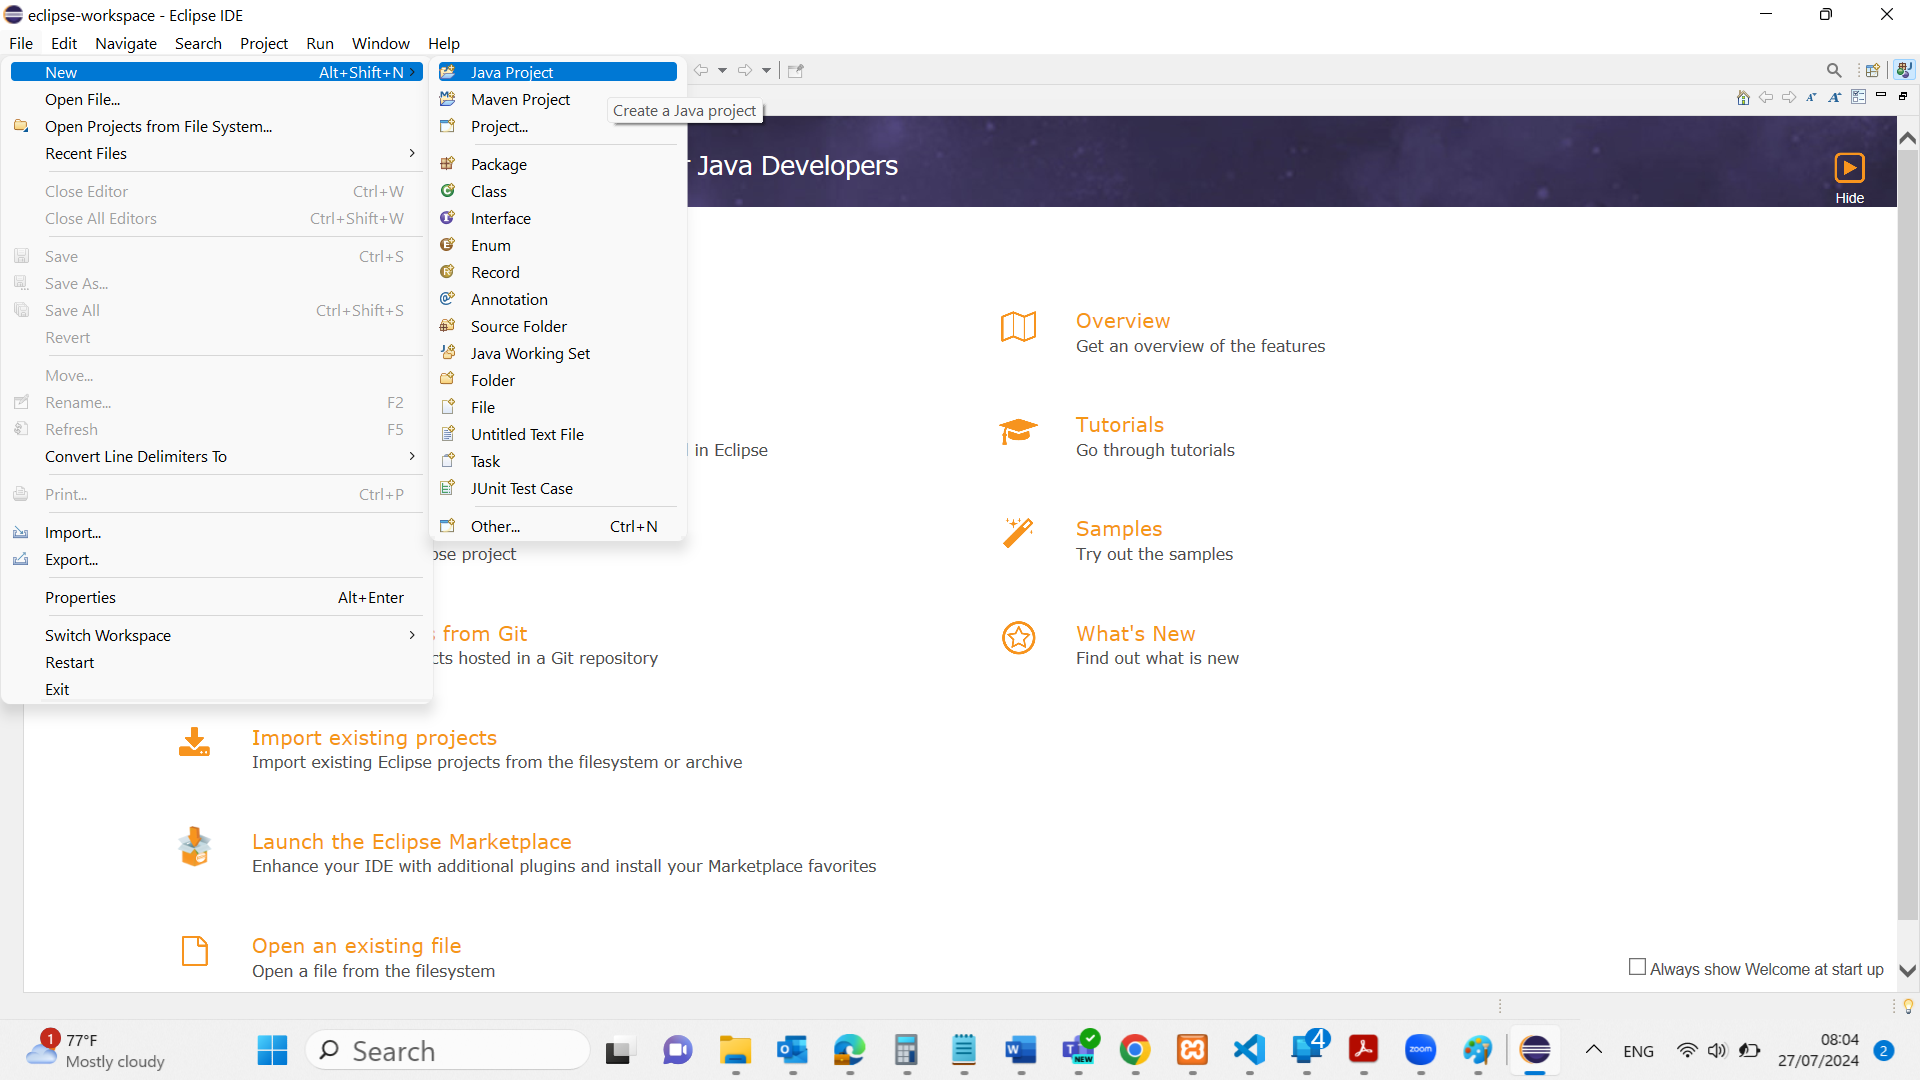 eclipse-workspace - Eclipse IDE
File Edit Navigate Search Project Run Window Help
New Alt+Shift+N
Open File...
Open Projects from File System...
Recent Files
Close Editor Ctrl+W
Close All Editors Ctrl+Shift+W
Save Ctrl+S
Save As...
Save All Ctrl+Shift+S
Revert
Move...
Rename... F2
Refresh F5
Convert Line Delimiters To
Print... Ctrl+P
Import...
Export...
Properties Alt+Enter
Switch Workspace
Restart
Exit
Java Project
Maven Project
Project...
Package
Class
Interface
Enum
Record
Annotation
Source Folder
Java Working Set
Folder
File
Untitled Text File
Task
JUnit Test Case
Other... Ctrl+N
Create a Java project
Java Developers
Hide
in Eclipse
pse project
from Git
cts hosted in a Git repository
Import existing projects
Import existing Eclipse projects from the filesystem or archive
Launch the Eclipse Marketplace
Enhance your IDE with additional plugins and install your Marketplace favorites
Open an existing file
Open a file from the filesystem
Overview
Get an overview of the features
Tutorials
Go through tutorials
Samples
Try out the samples
What's New
Find out what is new
Always show Welcome at start up
1
77°F
Mostly cloudy
Search
NEW
4
zoom
ENG
08:04
27/07/2024
2